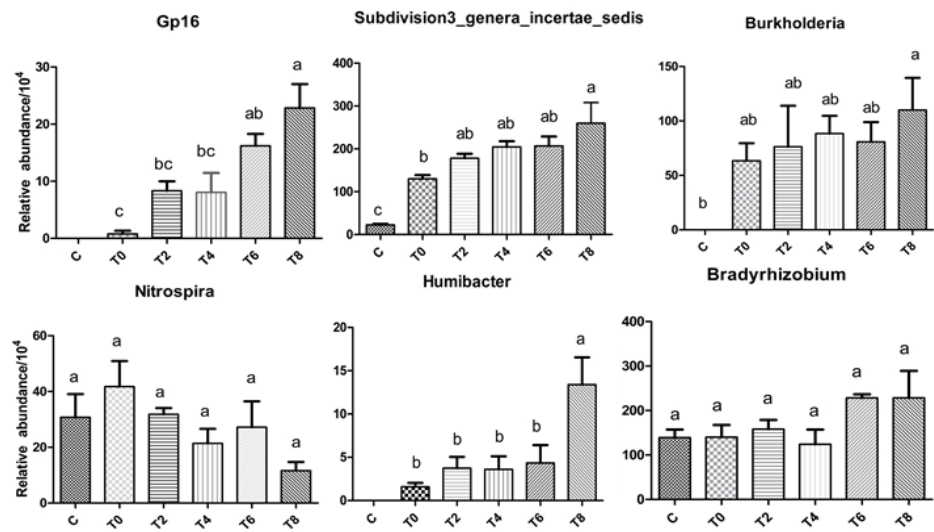 Gp16
Relative abundance/10⁴
30
20
10
0
c
bc
bc
ab
a
C
T0
T2
T4
T6
T8
Subdivision3_genera_incertae_sedis
400
300
200
100
0
c
b
ab
ab
ab
a
C
T0
T2
T4
T6
T8
Burkholderia
150
100
50
0
b
ab
ab
ab
ab
a
C
T0
T2
T4
T6
T8
Nitrospira
Relative abundance/10⁴
60
40
20
0
a
a
a
a
a
a
C
T0
T2
T4
T6
T8
Humibacter
20
15
10
5
0
b
b
b
b
a
C
T0
T2
T4
T6
T8
Bradyrhizobium
400
300
200
100
0
a
a
a
a
a
a
C
T0
T2
T4
T6
T8